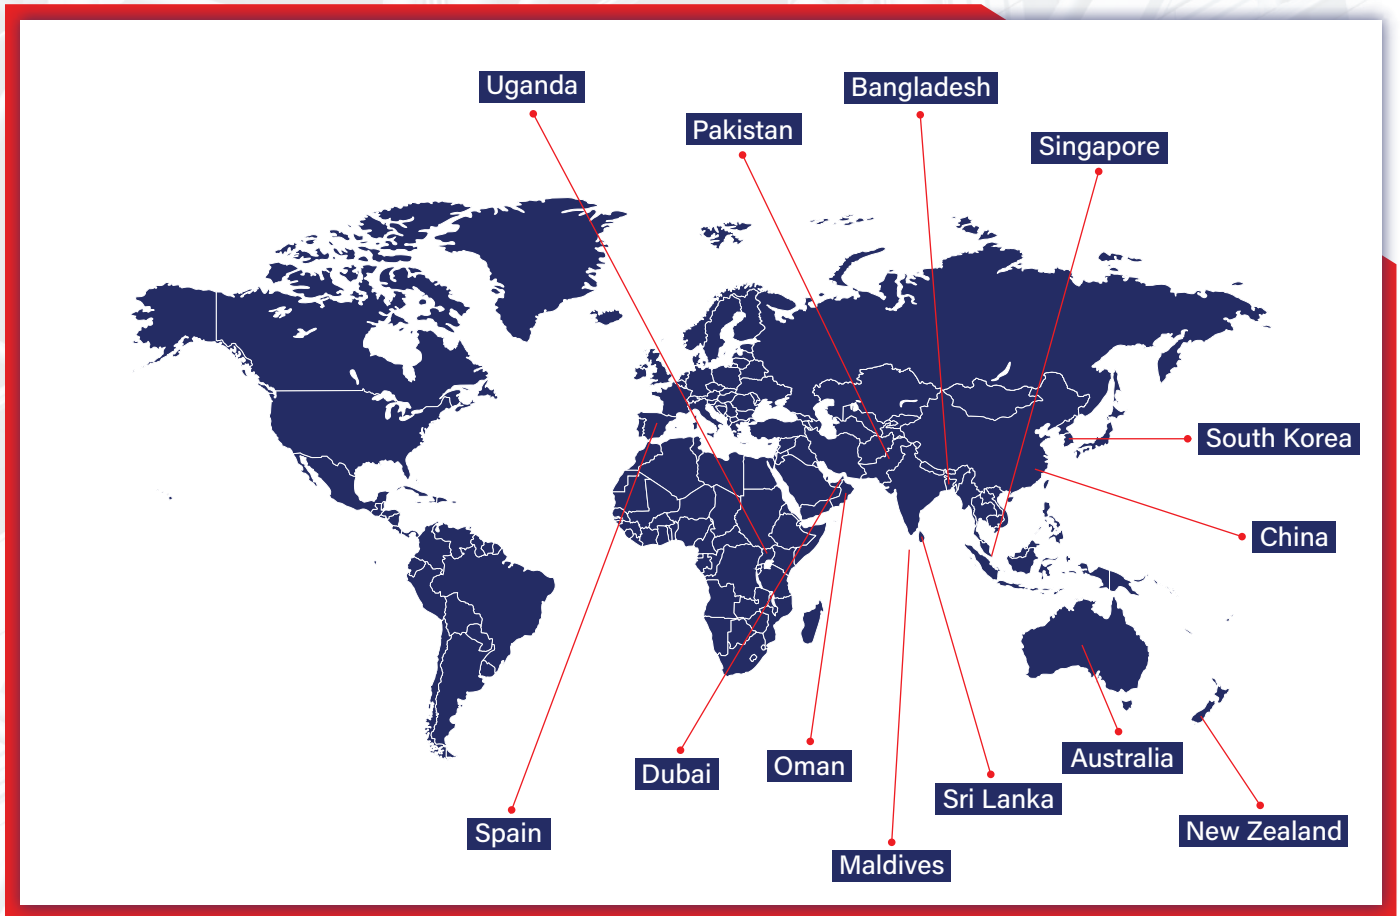 Uganda
Bangladesh
Pakistan
Singapore
South Korea
China
Australia
Oman
Dubai
Sri Lanka
New Zealand
Spain
Maldives